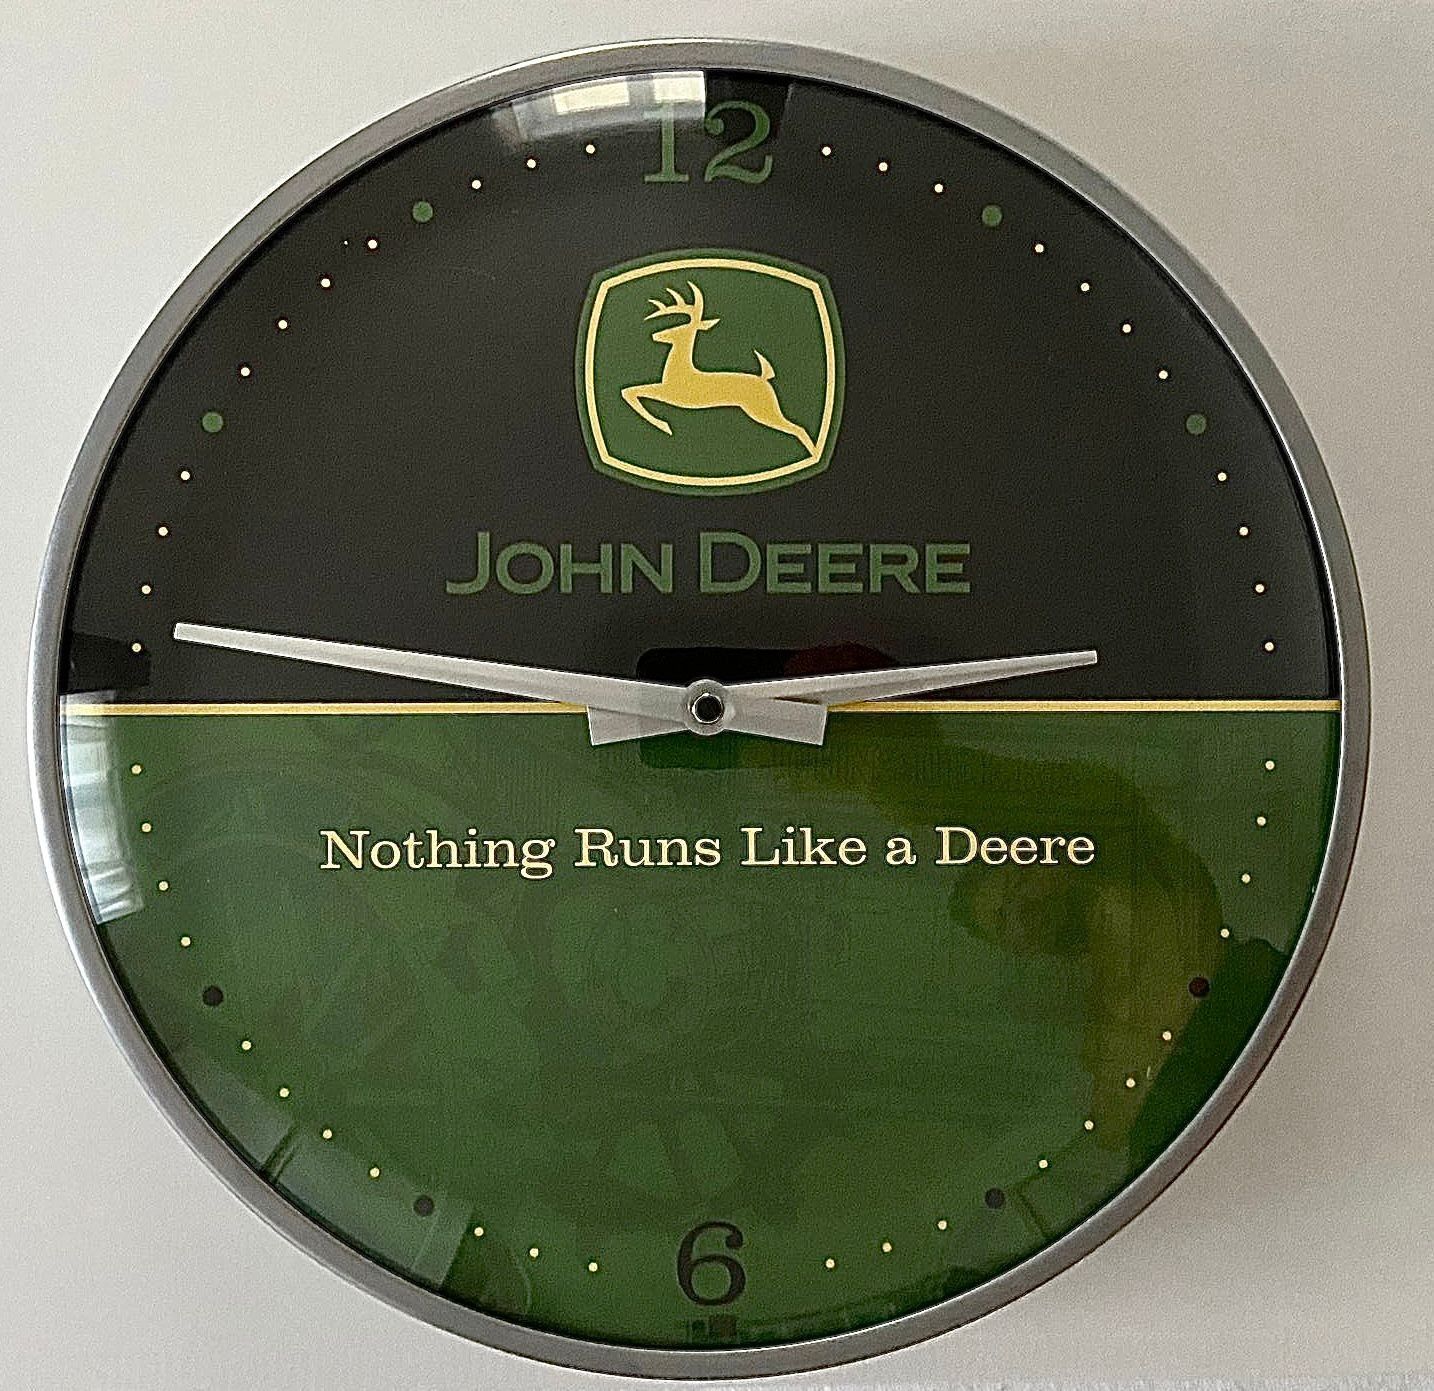 12
JOHN DEERE
Nothing Runs Like a Deere
6